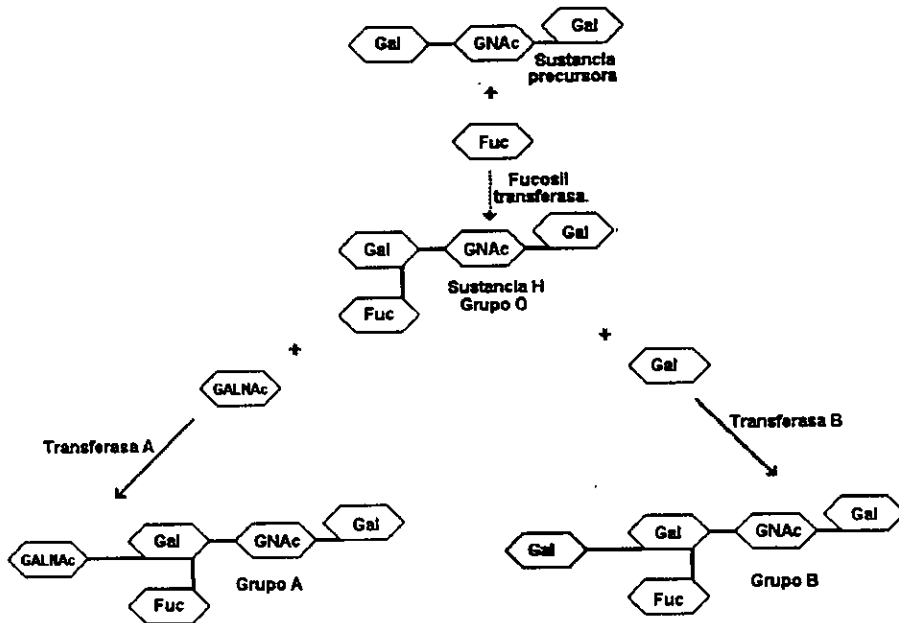 Gal GNAc Gal
Sustancia
precursora
+
Fuc
Fucosil
transferasa.
Gal GNAc Gal
Sustancia H
Grupo O
Fuc
+ +
GALNAc Gal
Transferasa A Transferasa B
GALNAc Gal GNAc Gal
Grupo A
Fuc
Gal Gal GNAc Gal
Grupo B
Fuc